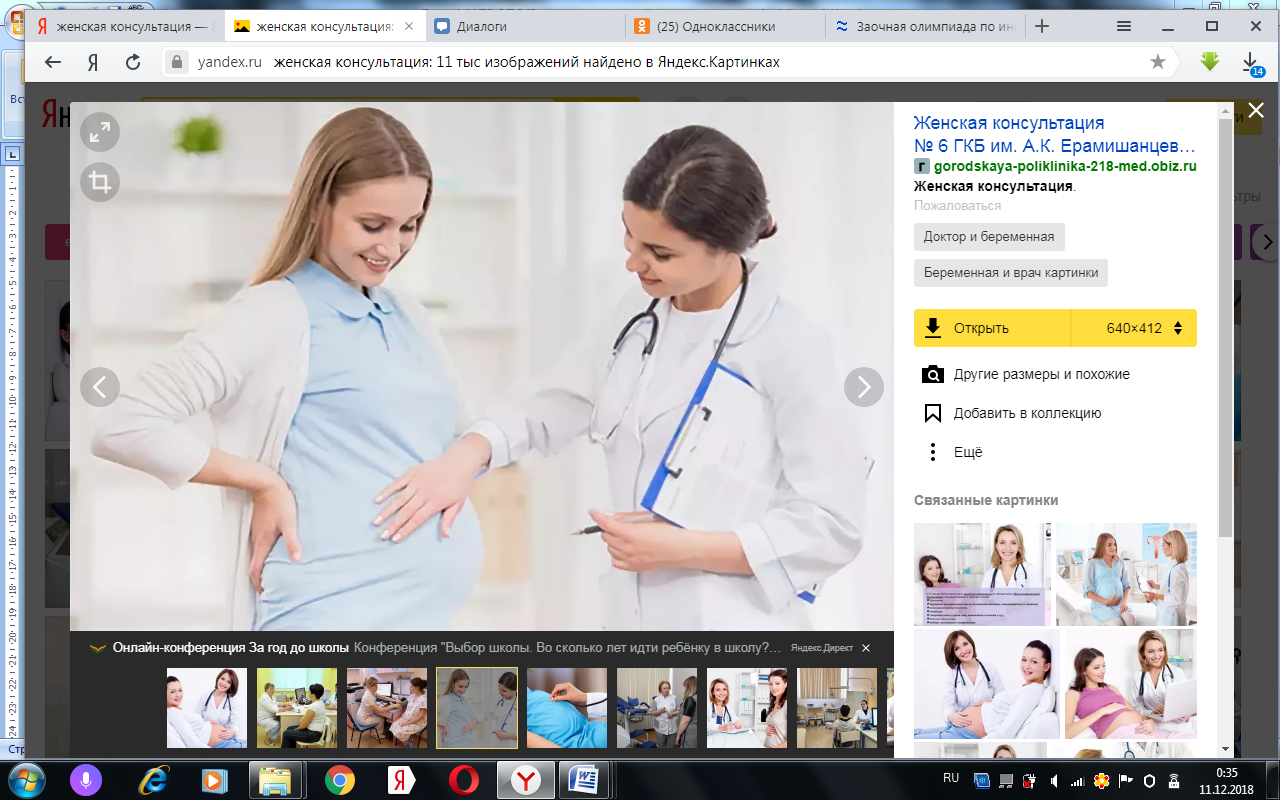 женская консультация —
женская консультация:
Диалоги
(25) Одноклассники
Заочная олимпиада по ин
Я
yandex.ru женская консультация: 11 тыс изображений найдено в Яндекс.Картинках
14
Женская консультация
№ 6 ГКБ им. А.К. Ерамишанцев…
gorodskaya-poliklinika-218-med.obiz.ru
Женская консультация.
Пожаловаться
Доктор и беременная
Беременная и врач картинки
Открыть 640×412
Другие размеры и похожие
Добавить в коллекцию
Ещё
Связанные картинки
Онлайн-конференция За год до школы Конференция "Выбор школы. Во сколько лет идти ребёнку в школу?… Яндекс.Директ
RU
0:35
11.12.2018